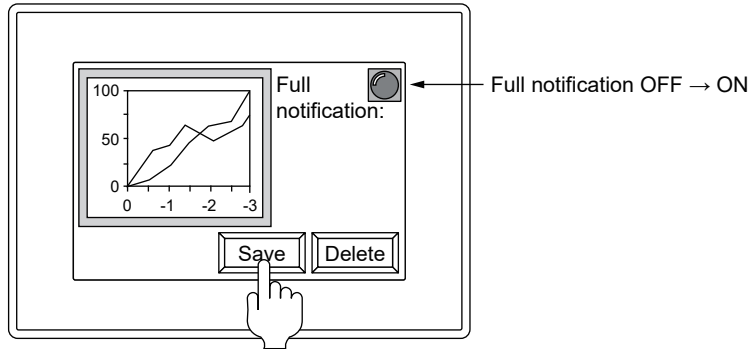 Full
notification:
Full notification OFF → ON
100
50
0
0 -1 -2 -3
Save Delete